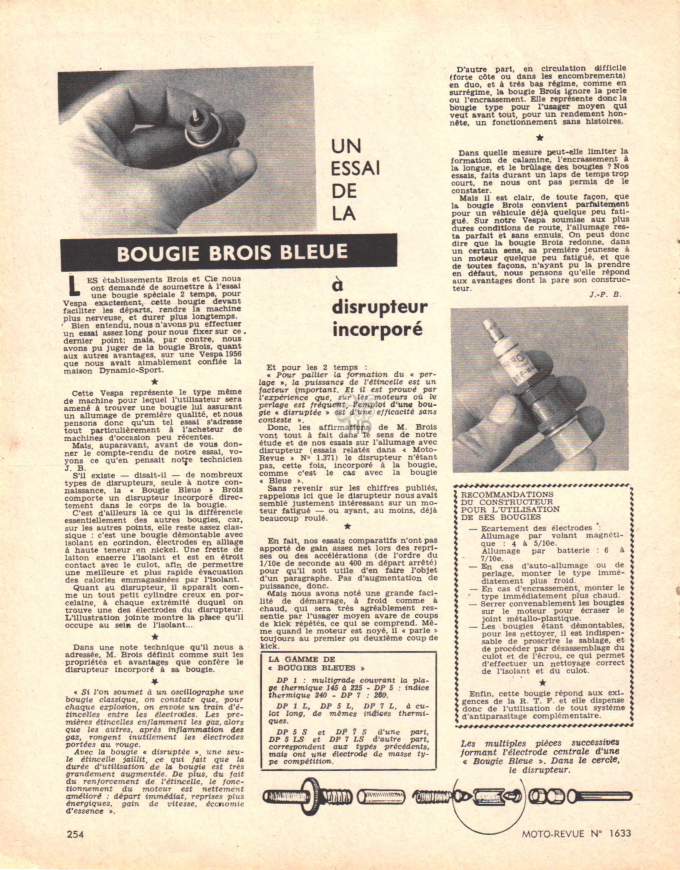 UN
ESSAI
DE
LA
BOUGIE BROIS BLEUE
à
disrupteur
incorporé
LES établissements Brois et Cie nous
ont demandé de soumettre à l'essai
une bougie spéciale 2 temps, pour
Vespa exactement, cette bougie devant
faciliter les départs, rendre la machine
plus nerveuse, et durer plus longtemps.
Bien entendu, nous n'avons pu effectuer
un essai assez long pour nous fixer sur ce
dernier point; mais, par contre, nous
avons pu juger de la bougie Brois, quant
aux autres avantages, sur une Vespa 1956
que nous avait aimablement confiée la
maison Dynamic-Sport.
★
Cette Vespa représente le type même
de machine pour lequel l'utilisateur sera
amené à trouver une bougie lui assurant
un allumage de première qualité, et nous
pensons donc qu'un tel essai s'adresse
tout particulièrement à l'acheteur de
machines d'occasion peu récentes.
Mais, auparavant, avant de vous don-
ner le compte-rendu de notre essai, vo-
yons ce qu'en pensait notre technicien
J. B.
S'il existe — disait-il — de nombreux
types de disrupteurs, seule à notre con-
naissance, la « Bougie Bleue » Brois
comporte un disrupteur incorporé direc-
tement dans le corps de la bougie.
C'est d'ailleurs là ce qui la différencie
essentiellement des autres bougies, car,
sur les autres points, elle reste assez clas-
sique : c'est une bougie démontable avec
isolant en corindon, électrodes en alliage
à haute teneur en nickel. Une frette de
laiton enserre l'isolant et est en étroit
contact avec le culot, afin de permettre
une meilleure et plus rapide évacuation
des calories emmagasinées par l'isolant.
Quant au disrupteur, il apparaît com-
me un tout petit cylindre creux en por-
celaine, à chaque extrémité duquel on
trouve une des électrodes du disrupteur.
L'illustration jointe montre la place qu'il
occupe au sein de l'isolant...
★
Dans une note technique qu'il nous a
adressée, M. Brois définit comme suit les
propriétés et avantages que confère le
disrupteur incorporé à sa bougie.
★
« Si l'on soumet à un oscillographe une
bougie classique, on constate que, pour
chaque explosion, on envoie un train d'é-
tincelles entre les électrodes. Les pre-
mières étincelles enflamment les gaz, alors
que les autres, après inflammation des
gaz, rongent inutilement les électrodes
portées au rouge.
Avec la bougie « disruptée », une seu-
le étincelle jaillit, ce qui fait que la
durée d'utilisation de la bougie est très
grandement augmentée. De plus, du fait
du renforcement de l'étincelle, le fonc-
tionnement du moteur est nettement
amélioré : départ immédiat, reprises plus
énergiques, gain de vitesse, économie
d'essence ».
Et pour les 2 temps :
« Pour pallier la formation du « per-
lage », la puissance de l'étincelle est un
facteur important. Et il est prouvé par
l'expérience que, sur les moteurs où le
perlage est fréquent, l'emploi d'une bou-
gie « disruptée » est d'une efficacité sans
conteste ».
Donc, les affirmations de M. Brois
vont tout à fait dans le sens de notre
étude et de nos essais sur l'allumage avec
disrupteur (essais relatés dans « Moto-
Revue » N° 1.371) le disrupteur n'étant
pas, cette fois, incorporé à la bougie,
comme c'est le cas avec la bougie
« Bleue ».
Sans revenir sur les chiffres publiés,
rappelons ici que le disrupteur nous avait
semblé justement intéressant sur un mo-
teur fatigué — ou ayant, au moins, déjà
beaucoup roulé.
★
En fait, nos essais comparatifs n'ont pas
apporté de gain assez net lors des repri-
ses ou des accélérations (de l'ordre du
1/10e de seconde au 400 m départ arrêté)
pour qu'il soit utile d'en faire l'objet
d'un paragraphe. Pas d'augmentation de
puissance, donc.
Mais nous avons noté une grande faci-
lité de démarrage, à froid comme à
chaud, qui sera très agréablement res-
sentie par l'usager moyen avare de coups
de kick répétés, ce qui se comprend. Mê-
me quand le moteur est noyé, il « parle »
toujours au premier ou deuxième coup de
kick.
LA GAMME DE
« BOUGIES BLEUES »
DP 1 : multigrade couvrant la pla-
ge thermique 145 à 225 - DP 5 : indice
thermique 240 - DP 7 : 260.
DP 1 L, DP 5 L, DP 7 L, à cu-
lot long, de mêmes indices thermi-
ques.
DP 5 S et DP 7 S d'une part,
DP 5 LS et DP 7 LS d'autre part,
correspondent aux types précédents,
mais ont une électrode de masse ty-
pe compétition.
D'autre part, en circulation difficile
(forte côte ou dans les encombrements)
en duo, et à très bas régime, comme en
surrégime, la bougie Brois ignore la perle
ou l'encrassement. Elle représente donc la
bougie type pour l'usager moyen qui
veut avant tout, pour un rendement hon-
nête, un fonctionnement sans histoires.
★
Dans quelle mesure peut-elle limiter la
formation de calamine, l'encrassement à
la longue, et le brûlage des bougies ? Nos
essais, faits durant un laps de temps trop
court, ne nous ont pas permis de le
constater.
Mais il est clair, de toute façon, que
la bougie Brois convient parfaitement
pour un véhicule déjà quelque peu fati-
gué. Sur notre Vespa soumise aux plus
dures conditions de route, l'allumage res-
ta parfait et sans ennuis. On peut donc
dire que la bougie Brois redonne, dans
un certain sens, sa première jeunesse à
un moteur quelque peu fatigué, et que
de toutes façons, n'ayant pu la prendre
en défaut, nous pensons qu'elle répond
aux avantages dont la pare son construc-
teur.
J.-P. B.
RECOMMANDATIONS
DU CONSTRUCTEUR
POUR L'UTILISATION
DE SES BOUGIES
— Ecartement des électrodes :
Allumage par volant magnéti-
que : 4 à 5/10e.
Allumage par batterie : 6 à
7/10e.
— En cas d'auto-allumage ou de
perlage, monter le type immé-
diatement plus froid.
— En cas d'encrassement, monter le
type immédiatement plus chaud.
— Serrer convenablement les bougies
sur le moteur pour écraser le
joint métallo-plastique.
— Les bougies étant démontables,
pour les nettoyer, il est indispen-
sable de proscrire le sablage, et
de procéder par désassemblage du
culot et de l'écrou, ce qui permet
d'effectuer un nettoyage correct
de l'isolant et du culot.
★
Enfin, cette bougie répond aux exi-
gences de la R. T. F. et elle dispense
donc de l'utilisation de tout système
d'antiparasitage complémentaire.
Les multiples pièces successives
formant l'électrode centrale d'une
« Bougie Bleue ». Dans le cercle,
le disrupteur.
254
MOTO-REVUE N° 1633